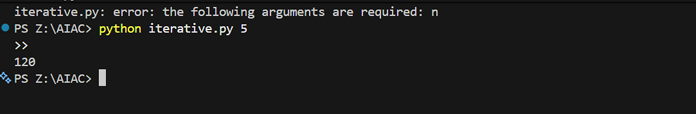 iterative.py: error: the following arguments are required: n
PS Z:\AIAC> python iterative.py 5
>>
120
PS Z:\AIAC>